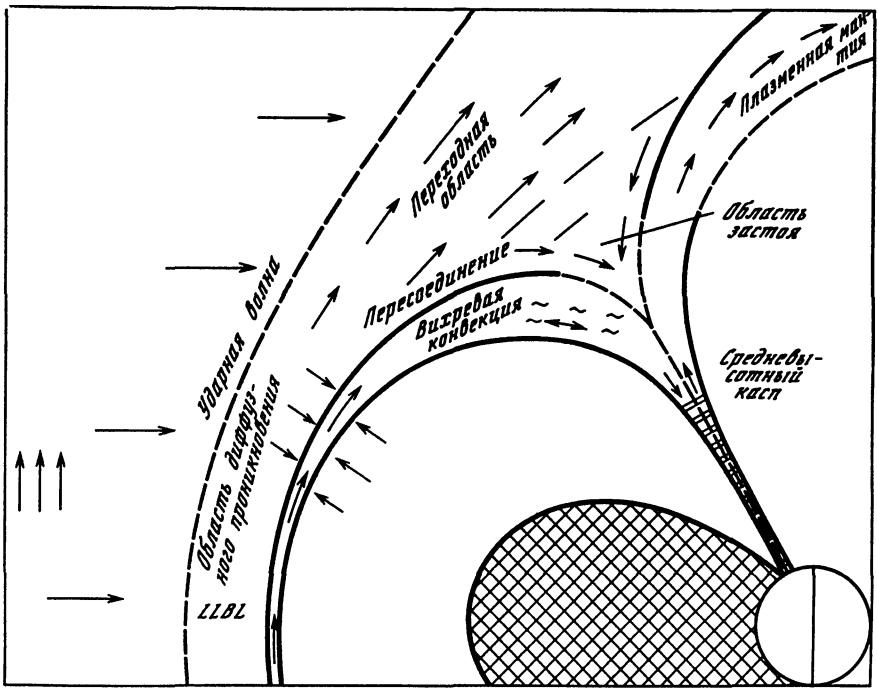 Плазменная ман-
тия
Переходная
область
Область
застоя
Ударная волна
Пересоединение
Вихревая
конвекция
Средневы-
сотный
касп
Область диффуз-
ного проникновения
LLBL